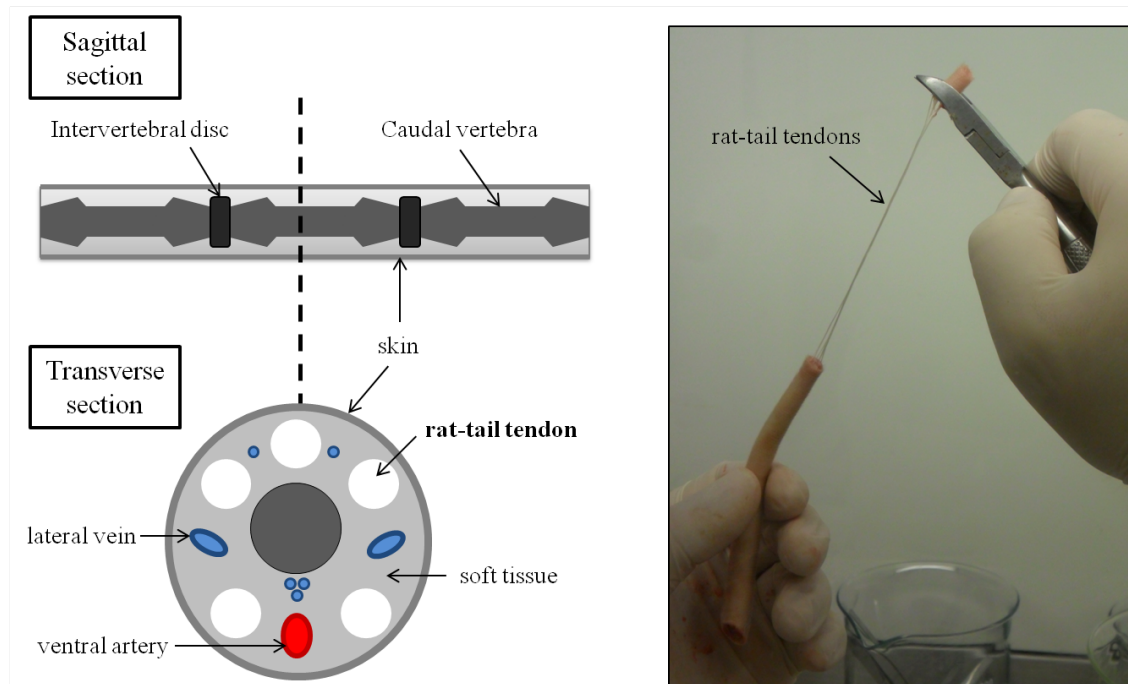 Sagittal
section
Intervertebral disc
Caudal vertebra
skin
Transverse
section
rat-tail tendon
lateral vein
soft tissue
ventral artery
rat-tail tendons